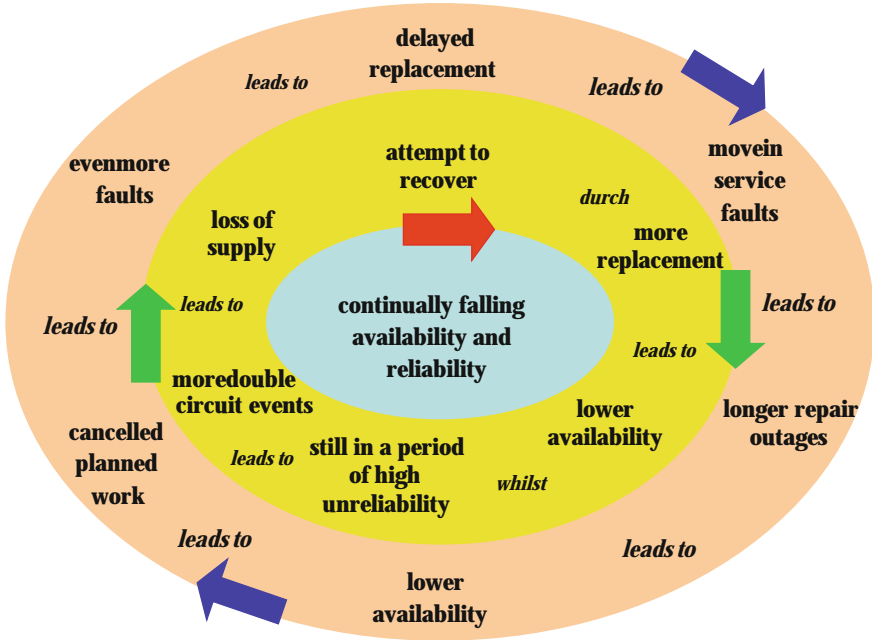 delayed
replacement
leads to
movein
service
faults
leads to
longer repair
outages
leads to
lower
availability
leads to
cancelled
planned
work
leads to
evenmore
faults
leads to
attempt to
recover
durch
more
replacement
leads to
lower
availability
whilst
still in a period
of high
unreliability
leads to
moredouble
circuit events
leads to
loss of
supply
continually falling
availability and
reliability